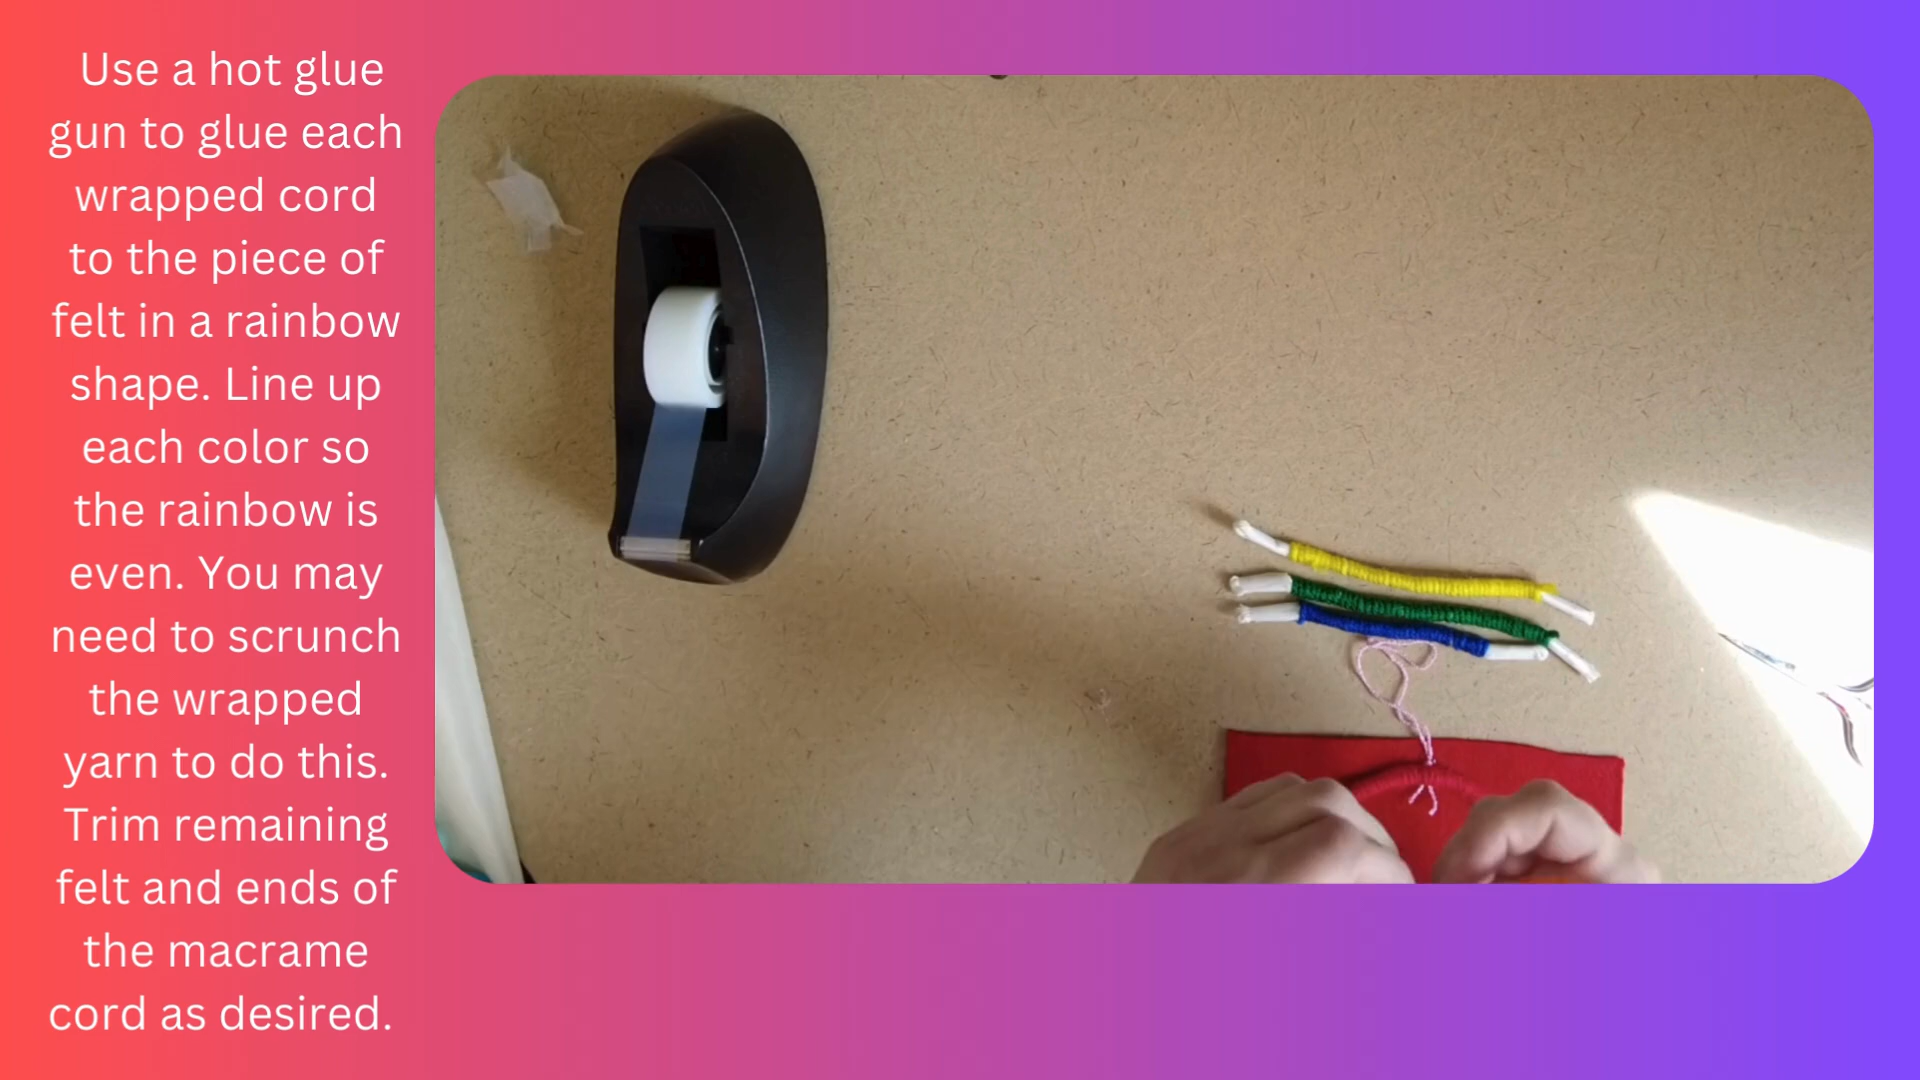 Use a hot glue
gun to glue each
wrapped cord
to the piece of
felt in a rainbow
shape. Line up
each color so
the rainbow is
even. You may
need to scrunch
the wrapped
yarn to do this.
Trim remaining
felt and ends of
the macrame
cord as desired.